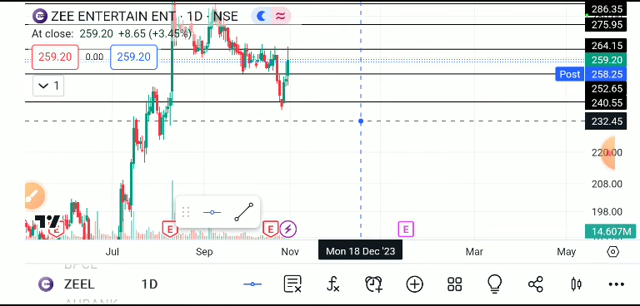 ZEE ENTERTAIN ENT · 1D · NSE
At close: 259.20 +8.65 (+3.45%)
259.20 0.00 259.20
1
286.35
275.95
264.15
259.20
Post 258.25
252.65
240.55
232.45
220.00
208.00
198.00
14.607M
E E E E
Jul Sep Nov Mon 18 Dec '23 Mar May
BPCL
ZEEL 1D
AUBANK